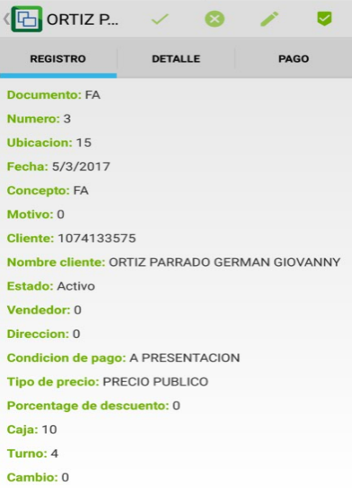 ORTIZ P...
REGISTRO DETALLE PAGO
Documento: FA
Numero: 3
Ubicacion: 15
Fecha: 5/3/2017
Concepto: FA
Motivo: 0
Cliente: 1074133575
Nombre cliente: ORTIZ PARRADO GERMAN GIOVANNY
Estado: Activo
Vendedor: 0
Direccion: 0
Condicion de pago: A PRESENTACION
Tipo de precio: PRECIO PUBLICO
Porcentage de descuento: 0
Caja: 10
Turno: 4
Cambio: 0